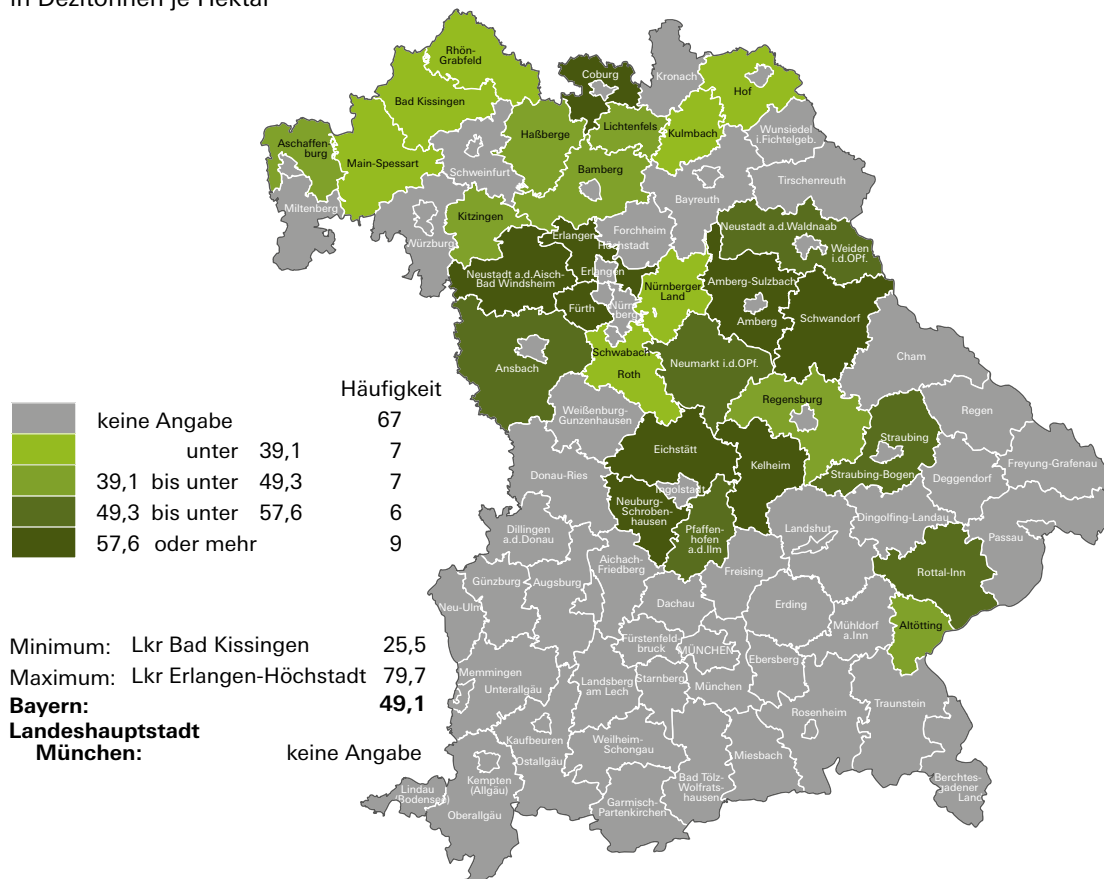 in Dezitonnen je Hektar
Rhön-
Grabfeld
Coburg
Kronach
Hof
Bad Kissingen
Aschaffen-
burg
Main-Spessart
Haßberge
Lichtenfels
Kulmbach
Wunsiedel
i.Fichtelgeb.
Schweinfurt
Bamberg
Bayreuth
Tirschenreuth
Miltenberg
Würzburg
Kitzingen
Erlangen-
Höchstadt
Forchheim
Neustadt a.d.Waldnaab
Weiden
i.d.OPf.
Neustadt a.d.Aisch-
Bad Windsheim
Erlangen
Fürth
Nürn-
berg
Nürnberger
Land
Amberg-Sulzbach
Amberg
Schwandorf
Ansbach
Schwabach
Roth
Neumarkt i.d.OPf.
Cham
Weißenburg-
Gunzenhausen
Regensburg
Regen
Straubing
Straubing-Bogen
Freyung-Grafenau
Deggendorf
Donau-Ries
Eichstätt
Kelheim
Ingolstadt
Neuburg-
Schroben-
hausen
Pfaffen-
hofen
a.d.Ilm
Landshut
Dingolfing-Landau
Passau
Dillingen
a.d.Donau
Aichach-
Friedberg
Freising
Rottal-Inn
Neu-Ulm
Günzburg
Augsburg
Dachau
Erding
Mühldorf
a.Inn
Altötting
Fürstenfeld-
bruck
MÜNCHEN
Ebersberg
Memmingen
Unterallgäu
Landsberg
am Lech
Starnberg
München
Rosenheim
Traunstein
Kaufbeuren
Ostallgäu
Weilheim-
Schongau
Miesbach
Bad Tölz-
Wolfrats-
hausen
Berchtes-
gadener
Land
Lindau
(Bodensee)
Kempten
(Allgäu)
Oberallgäu
Garmisch-
Partenkirchen
Häufigkeit
keine Angabe 67
unter 39,1 7
39,1 bis unter 49,3 7
49,3 bis unter 57,6 6
57,6 oder mehr 9
Minimum: Lkr Bad Kissingen 25,5
Maximum: Lkr Erlangen-Höchstadt 79,7
Bayern: 49,1
Landeshauptstadt
München: keine Angabe